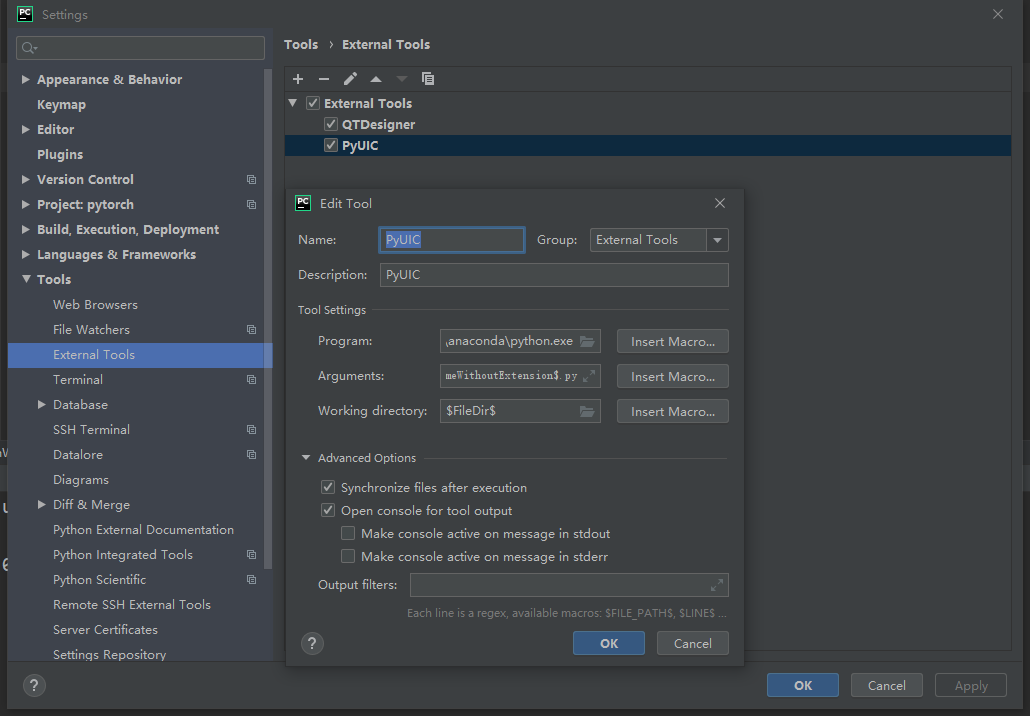 PC Settings
Tools › External Tools
Appearance & Behavior
Keymap
Editor
Plugins
Version Control
Project: pytorch
Build, Execution, Deployment
Languages & Frameworks
Tools
Web Browsers
File Watchers
External Tools
Terminal
Database
SSH Terminal
Datalore
Diagrams
Diff & Merge
Python External Documentation
Python Integrated Tools
Python Scientific
Remote SSH External Tools
Server Certificates
Settings Repository
External Tools
QTDesigner
PyUIC
PC Edit Tool
Name: PyUIC Group: External Tools
Description: PyUIC
Tool Settings
Program: \anaconda\python.exe Insert Macro...
Arguments: meWithoutExtension$.py Insert Macro...
Working directory: $FileDir$ Insert Macro...
Advanced Options
Synchronize files after execution
Open console for tool output
Make console active on message in stdout
Make console active on message in stderr
Output filters:
Each line is a regex, available macros: $FILE_PATH$, $LINE$ ...
? OK Cancel
? OK Cancel Apply